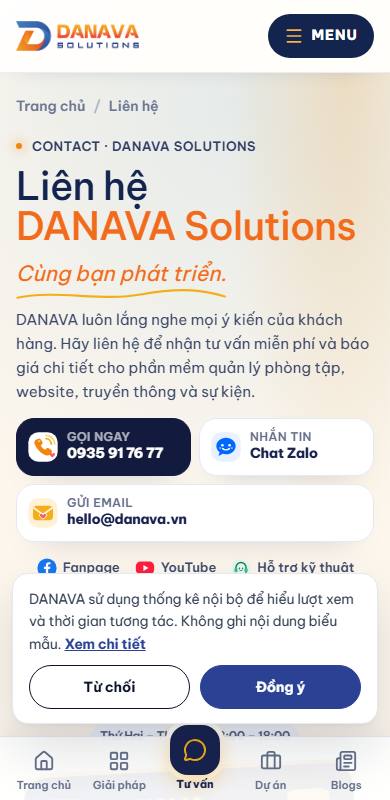 DANAVA
SOLUTIONS
MENU
Trang chủ / Liên hệ
CONTACT · DANAVA SOLUTIONS
Liên hệ
DANAVA Solutions
Cùng bạn phát triển.
DANAVA luôn lắng nghe mọi ý kiến của khách
hàng. Hãy liên hệ để nhận tư vấn miễn phí và báo
giá chi tiết cho phần mềm quản lý phòng tập,
website, truyền thông và sự kiện.
GỌI NGAY
0935 91 76 77
NHẮN TIN
Chat Zalo
GỬI EMAIL
hello@danava.vn
Fanpage YouTube Hỗ trợ kỹ thuật
DANAVA sử dụng thống kê nội bộ để hiểu lượt xem
và thời gian tương tác. Không ghi nội dung biểu
mẫu. Xem chi tiết
Từ chối Đồng ý
Trang chủ Giải pháp Tư vấn Dự án Blogs